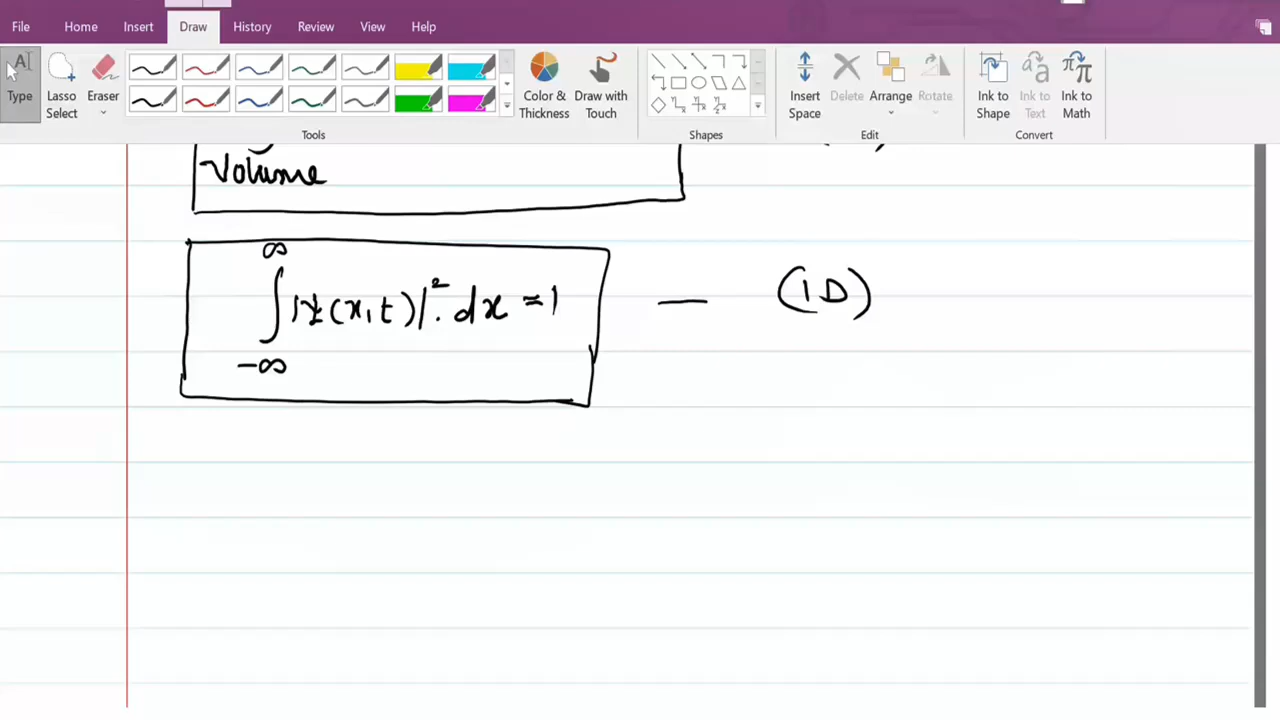 File Home Insert Draw History Review View Help
Type
Lasso Select
Eraser
Color & Thickness
Draw with Touch
Insert Space
Delete
Arrange
Rotate
Ink to Shape
Ink to Text
Ink to Math
Tools Shapes Edit Convert
Volume
∞
∫ |ψ(x,t)|². dx = 1 — (1D)
-∞